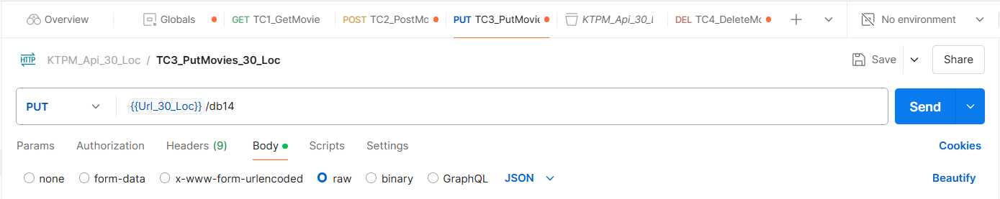 Overview Globals GET TC1_GetMovie POST TC2_PostMo PUT TC3_PutMovie KTPM_Api_30_l DEL TC4_DeleteMo No environment
HTTP KTPM_Api_30_Loc / TC3_PutMovies_30_Loc Save Share
PUT {{Url_30_Loc}} /db14 Send
Params Authorization Headers (9) Body Scripts Settings Cookies
none form-data x-www-form-urlencoded raw binary GraphQL JSON Beautify